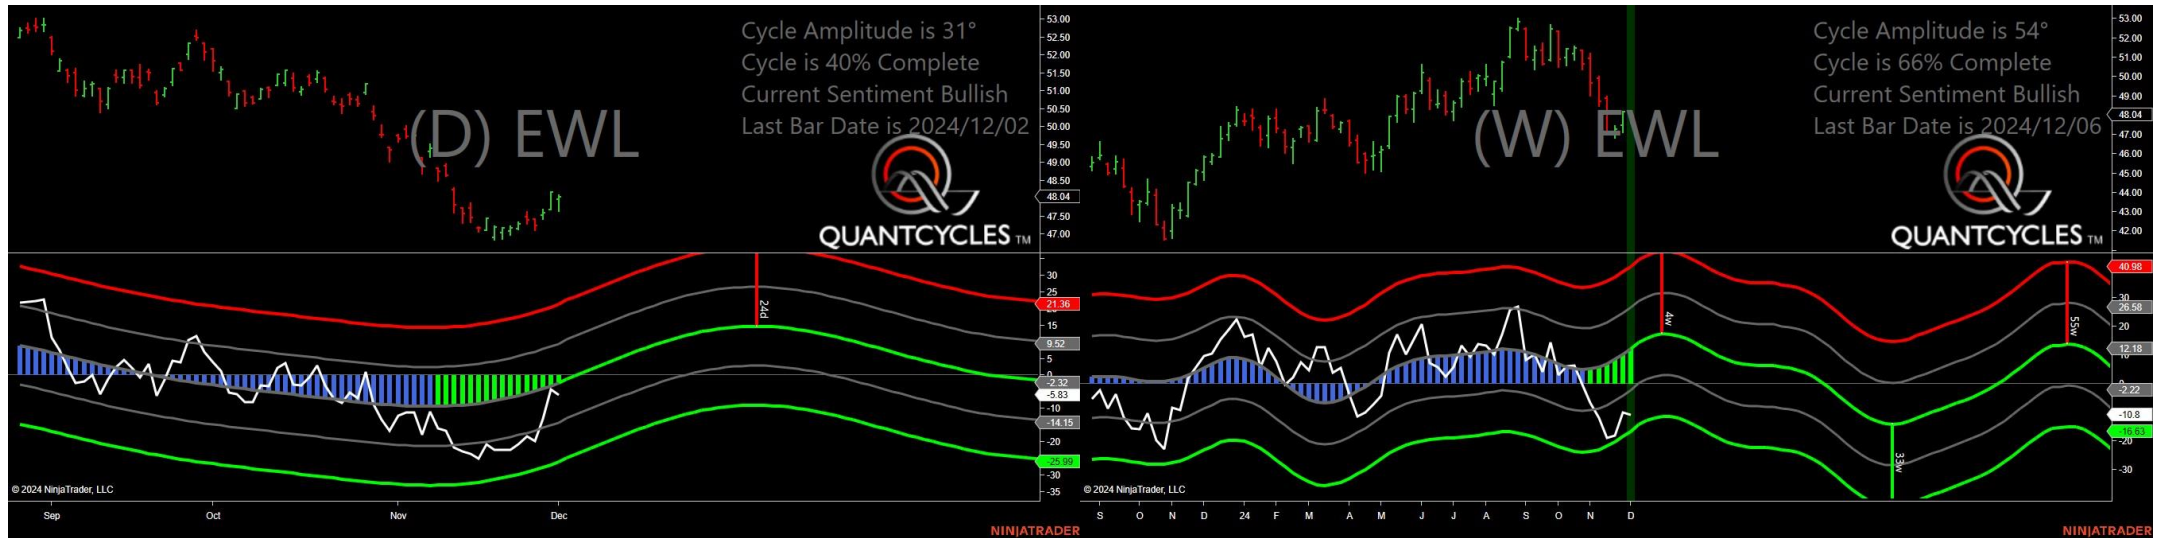 Cycle Amplitude is 31°
Cycle is 40% Complete
Current Sentiment Bullish
Last Bar Date is 2024/12/02
(D) EWL
QUANTCYCLES TM
53.00
52.50
52.00
51.50
51.00
50.50
50.00
49.50
49.00
48.50
48.04
47.50
47.00
30
25
21.36
15
9.52
5
0
-2.32
-5.83
-10
-14.15
-20
-25.99
-30
-35
24d
© 2024 NinjaTrader, LLC
Sep Oct Nov Dec
NINJATRADER
Cycle Amplitude is 54°
Cycle is 66% Complete
Current Sentiment Bullish
Last Bar Date is 2024/12/06
(W) EWL
QUANTCYCLES TM
53.00
52.00
51.00
50.00
49.00
48.04
47.00
46.00
45.00
44.00
43.00
42.00
40.98
30
26.58
20
12.18
-2.22
-10.8
-16.63
-20
-30
4w
33w
55w
© 2024 NinjaTrader, LLC
S O N D 24 F M A M J J A S O N D
NINJATRADER